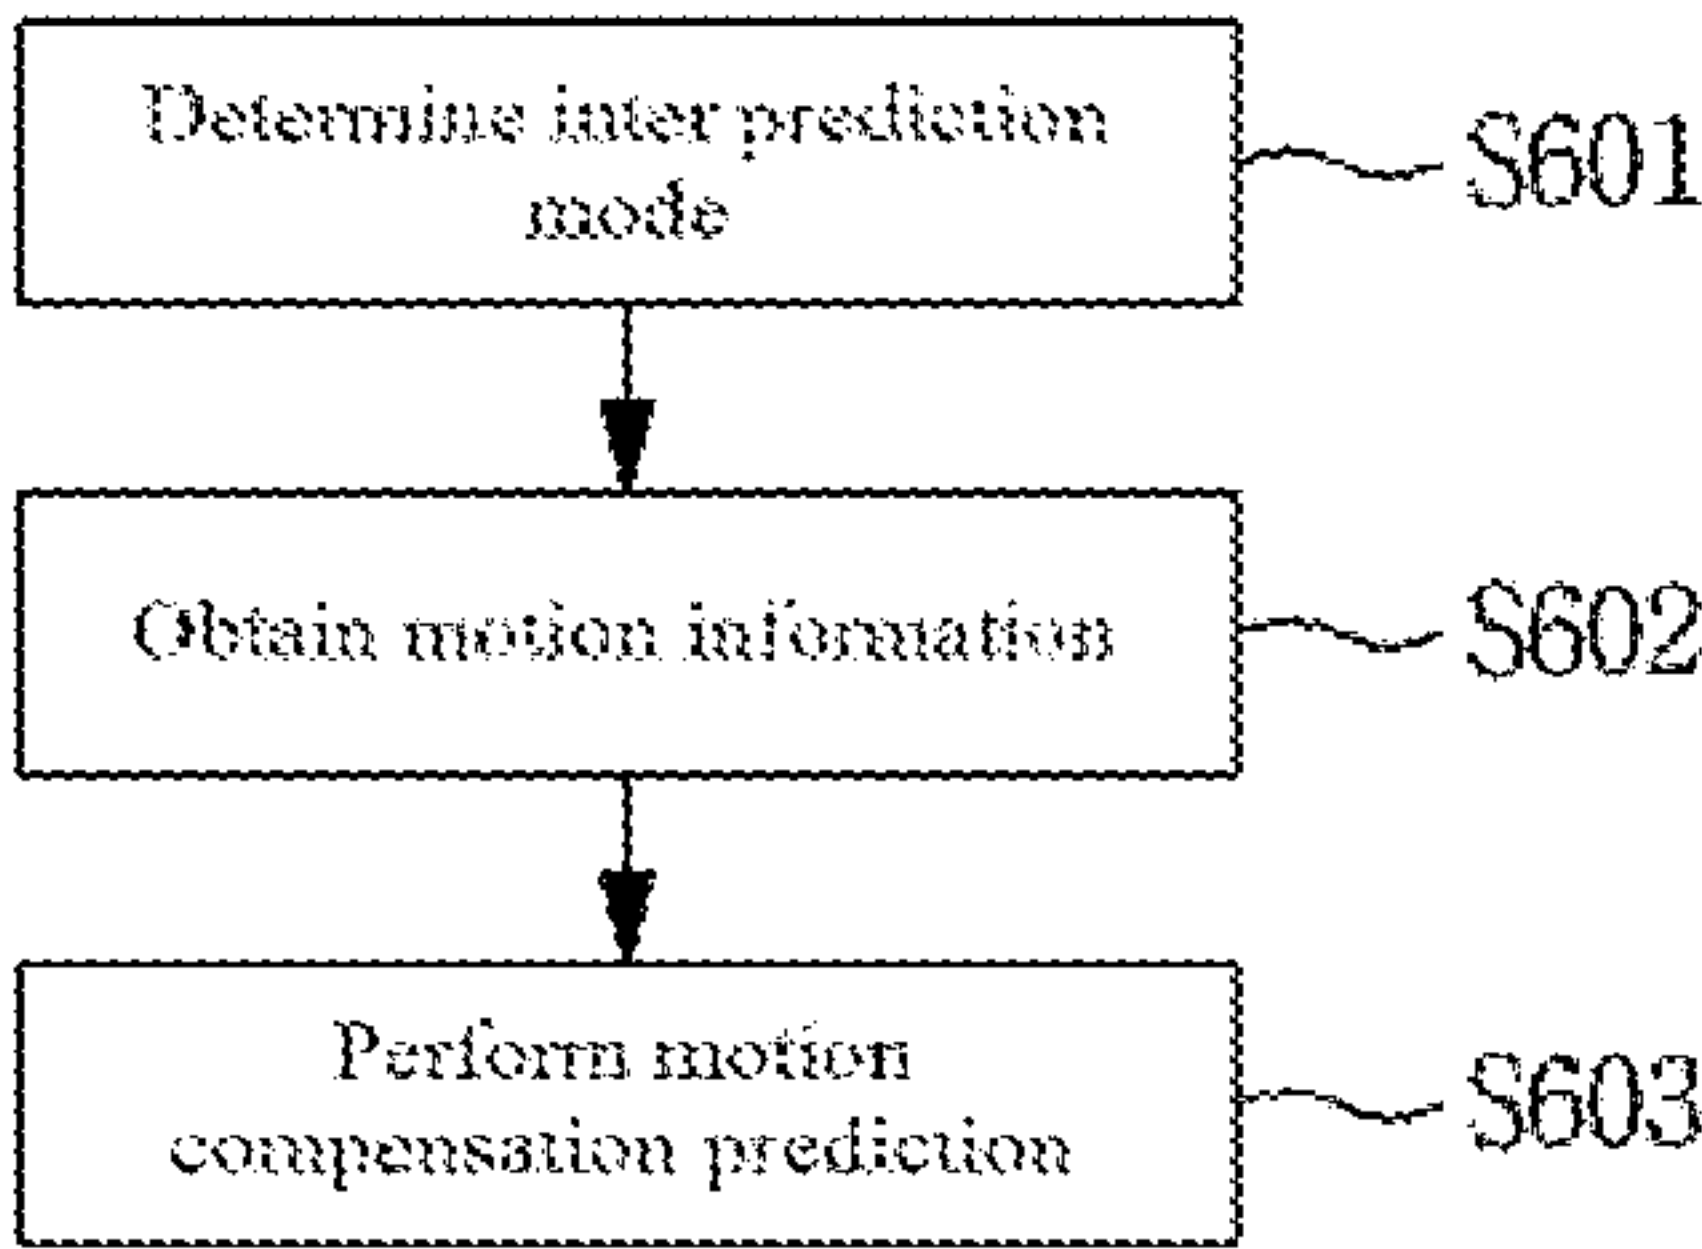 Determine inter prediction
mode
S601
Obtain motion information
S602
Perform motion
compensation prediction
S603